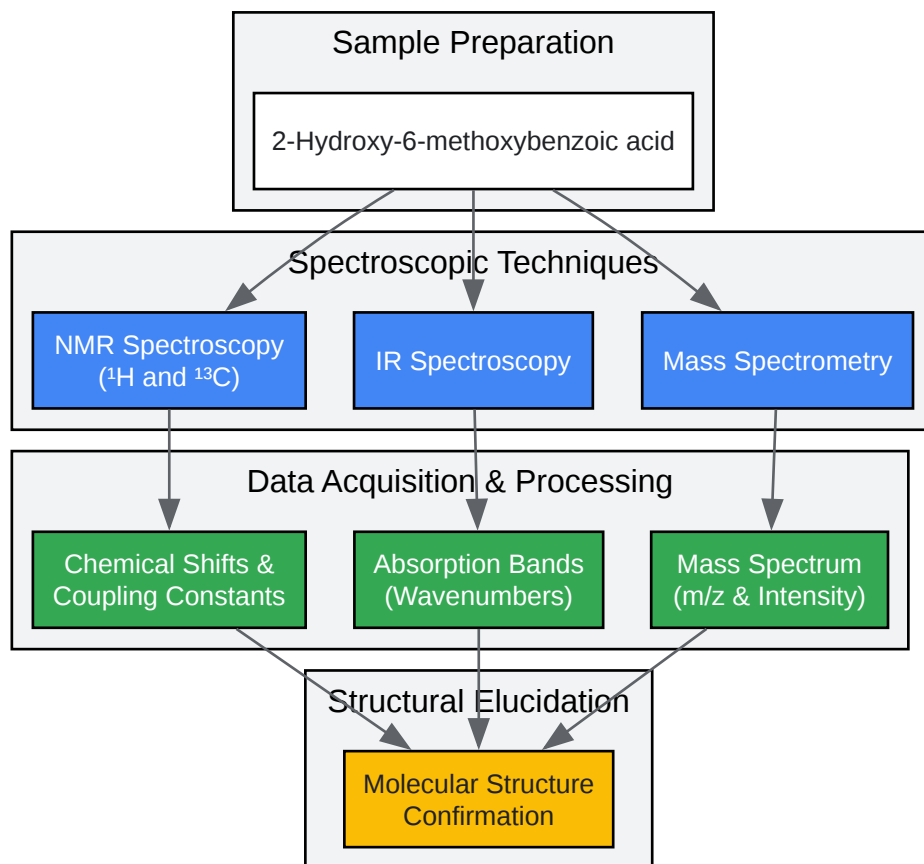 Sample Preparation
2-Hydroxy-6-methoxybenzoic acid
Spectroscopic Techniques
NMR Spectroscopy
(¹H and ¹³C)
IR Spectroscopy
Mass Spectrometry
Data Acquisition & Processing
Chemical Shifts &
Coupling Constants
Absorption Bands
(Wavenumbers)
Mass Spectrum
(m/z & Intensity)
Structural Elucidation
Molecular Structure
Confirmation